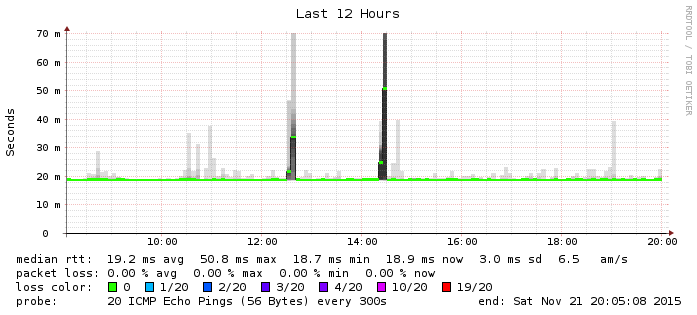 Last 12 Hours
RRDTOOL / TOBI OETIKER
Seconds
70 m
60 m
50 m
40 m
30 m
20 m
10 m
0
10:00 12:00 14:00 16:00 18:00 20:00
median rtt: 19.2 ms avg 50.8 ms max 18.7 ms min 18.9 ms now 3.0 ms sd 6.5 am/s
packet loss: 0.00 % avg 0.00 % max 0.00 % min 0.00 % now
loss color: 0 1/20 2/20 3/20 4/20 10/20 19/20
probe: 20 ICMP Echo Pings (56 Bytes) every 300s end: Sat Nov 21 20:05:08 2015